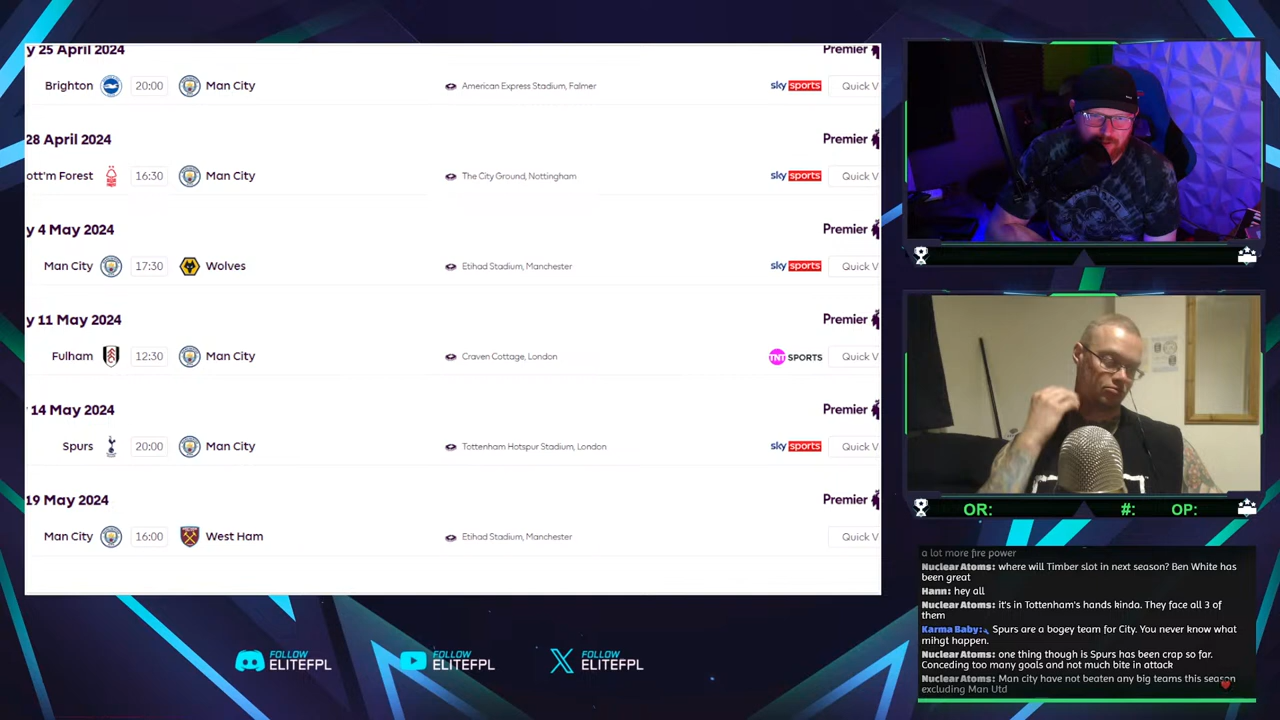 y 25 April 2024
Premier
Brighton 20:00 Man City American Express Stadium, Falmer sky sports Quick V
28 April 2024
Premier
ott'm Forest 16:30 Man City The City Ground, Nottingham sky sports Quick V
y 4 May 2024
Premier
Man City 17:30 Wolves Etihad Stadium, Manchester sky sports Quick V
y 11 May 2024
Premier
Fulham 12:30 Man City Craven Cottage, London TNT SPORTS Quick V
14 May 2024
Premier
Spurs 20:00 Man City Tottenham Hotspur Stadium, London sky sports Quick V
19 May 2024
Premier
Man City 16:00 West Ham Etihad Stadium, Manchester Quick V
FOLLOW
ELITEFPL
FOLLOW
ELITEFPL
FOLLOW
ELITEFPL
OR: #: OP:
a lot more fire power
Nuclear Atoms: where will Timber slot in next season? Ben White has
been great
Hann: hey all
Nuclear Atoms: it's in Tottenham's hands kinda. They face all 3 of
them
Karma Baby: Spurs are a bogey team for City. You never know what
mihgt happen.
Nuclear Atoms: one thing though is Spurs has been crap so far.
Conceding too many goals and not much bite in attack
Nuclear Atoms: Man city have not beaten any big teams this season
excluding Man Utd